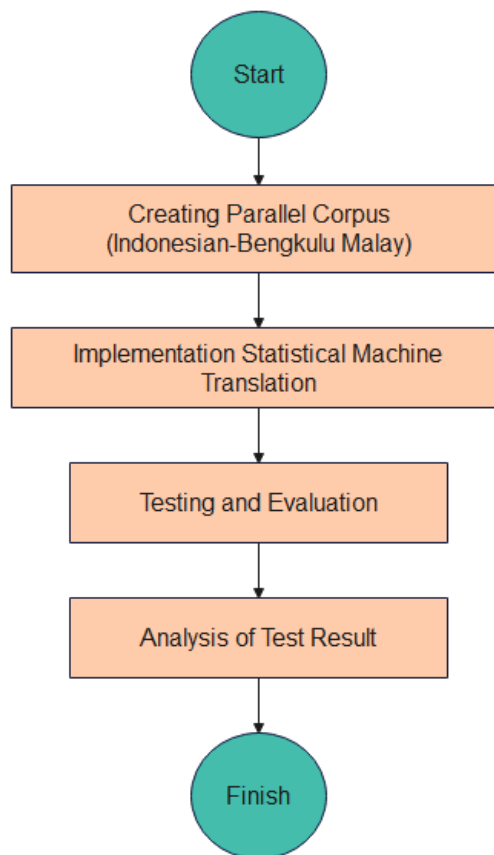 Start
Creating Parallel Corpus
(Indonesian-Bengkulu Malay)
Implementation Statistical Machine
Translation
Testing and Evaluation
Analysis of Test Result
Finish